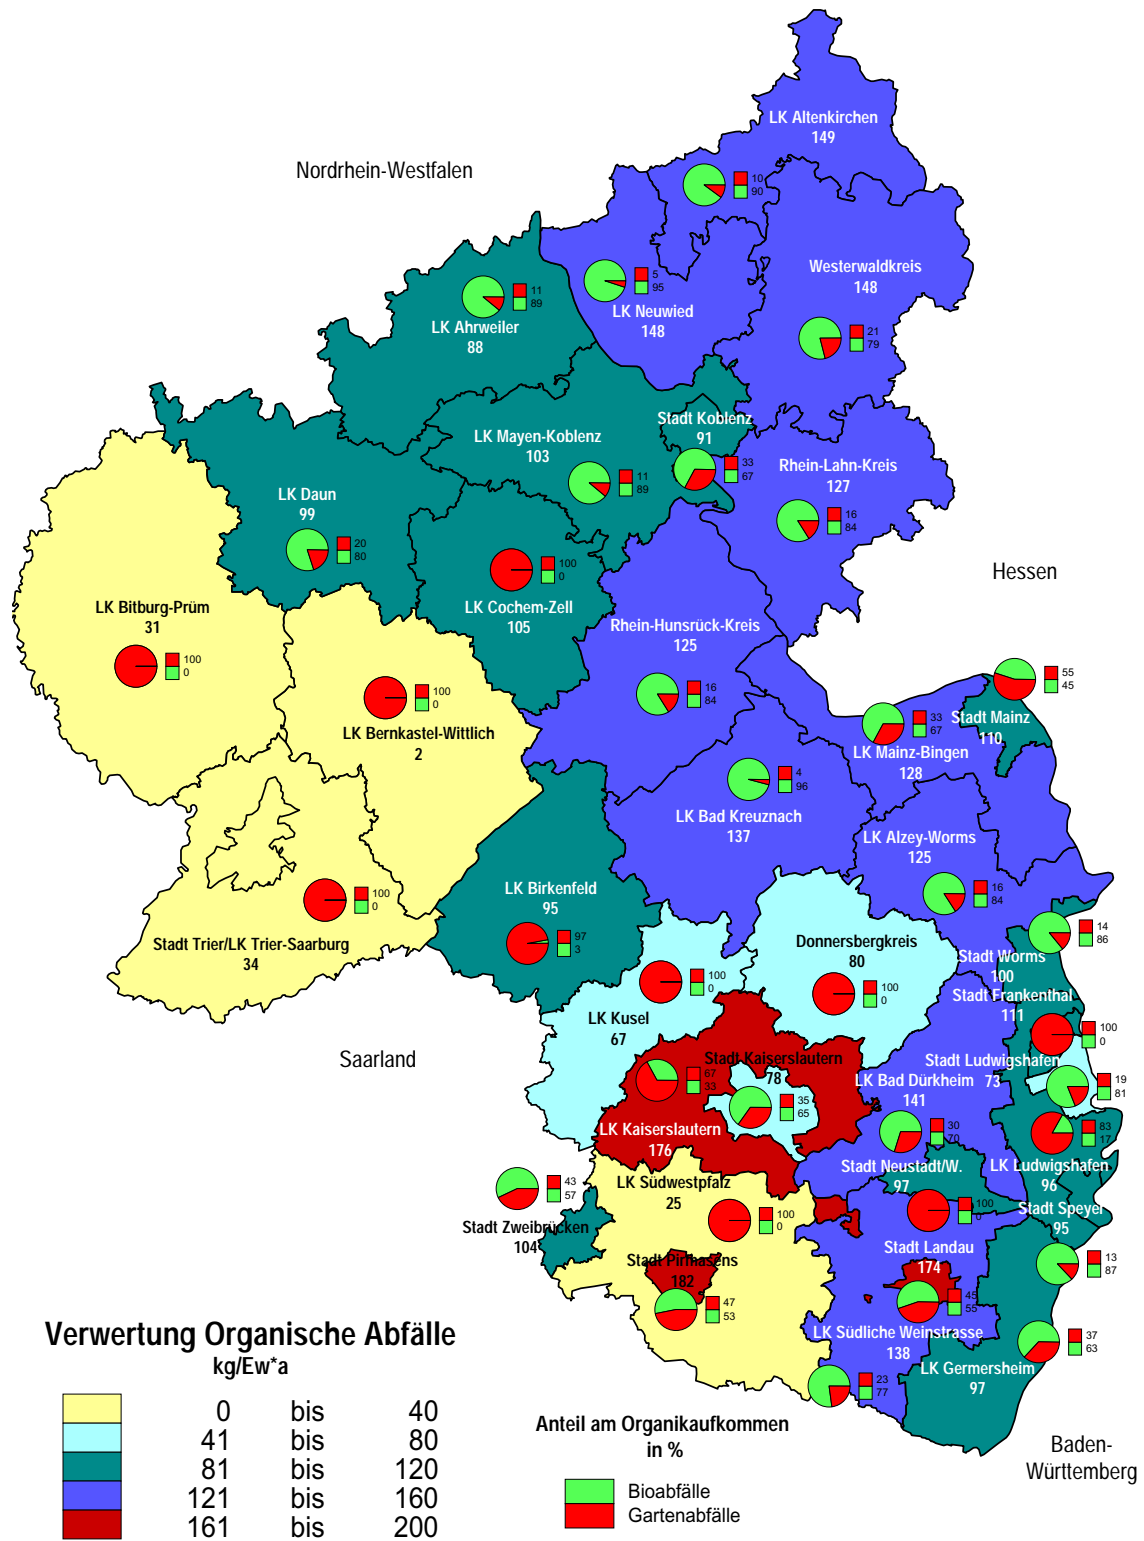 LK Altenkirchen
149
Nordrhein-Westfalen
10
90
Westerwaldkreis
148
5
95
LK Neuwied
148
11
89
LK Ahrweiler
88
21
79
Stadt Koblenz
91
LK Mayen-Koblenz
103
33
67
Rhein-Lahn-Kreis
127
11
89
LK Daun
99
16
84
20
80
Hessen
100
0
LK Cochem-Zell
105
LK Bitburg-Prüm
31
Rhein-Hunsrück-Kreis
125
100
0
55
45
100
0
16
84
33
67
Stadt Mainz
110
LK Bernkastel-Wittlich
2
LK Mainz-Bingen
128
4
96
LK Bad Kreuznach
137
LK Alzey-Worms
125
100
0
LK Birkenfeld
95
16
84
14
86
Stadt Trier/LK Trier-Saarburg
34
97
3
Donnersbergkreis
80
Stadt Worms
100
100
0
100
0
Stadt Frankenthal
111
LK Kusel
67
100
0
Saarland
Stadt Kaiserslautern
78
Stadt Ludwigshafen
73
67
33
LK Bad Dürkheim
141
19
81
35
65
LK Kaiserslautern
176
30
70
83
17
Stadt Neustadt/W.
97
LK Ludwigshafen
96
43
57
LK Südwestpfalz
25
Stadt Zweibrücken
104
100
0
100
0
Stadt Speyer
95
Stadt Landau
174
Stadt Pirmasens
182
13
87
47
53
45
55
LK Südliche Weinstrasse
138
37
63
LK Germersheim
97
23
77
Verwertung Organische Abfälle
kg/Ew*a
0 bis 40
41 bis 80
81 bis 120
121 bis 160
161 bis 200
Anteil am Organikaufkommen
in %
Bioabfälle
Gartenabfälle
Baden-
Württemberg